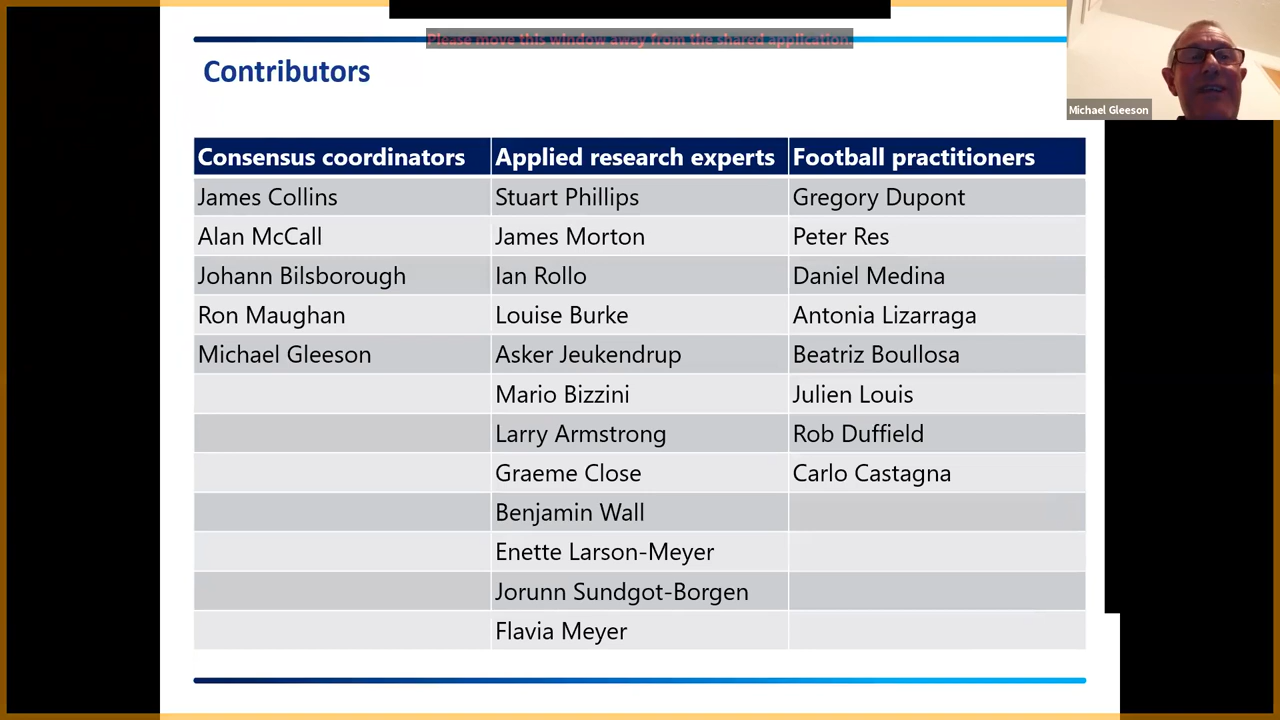 Please move this window away from the shared application.
Contributors
Michael Gleeson
Consensus coordinators Applied research experts Football practitioners
James Collins Stuart Phillips Gregory Dupont
Alan McCall James Morton Peter Res
Johann Bilsborough Ian Rollo Daniel Medina
Ron Maughan Louise Burke Antonia Lizarraga
Michael Gleeson Asker Jeukendrup Beatriz Boullosa
Mario Bizzini Julien Louis
Larry Armstrong Rob Duffield
Graeme Close Carlo Castagna
Benjamin Wall
Enette Larson-Meyer
Jorunn Sundgot-Borgen
Flavia Meyer